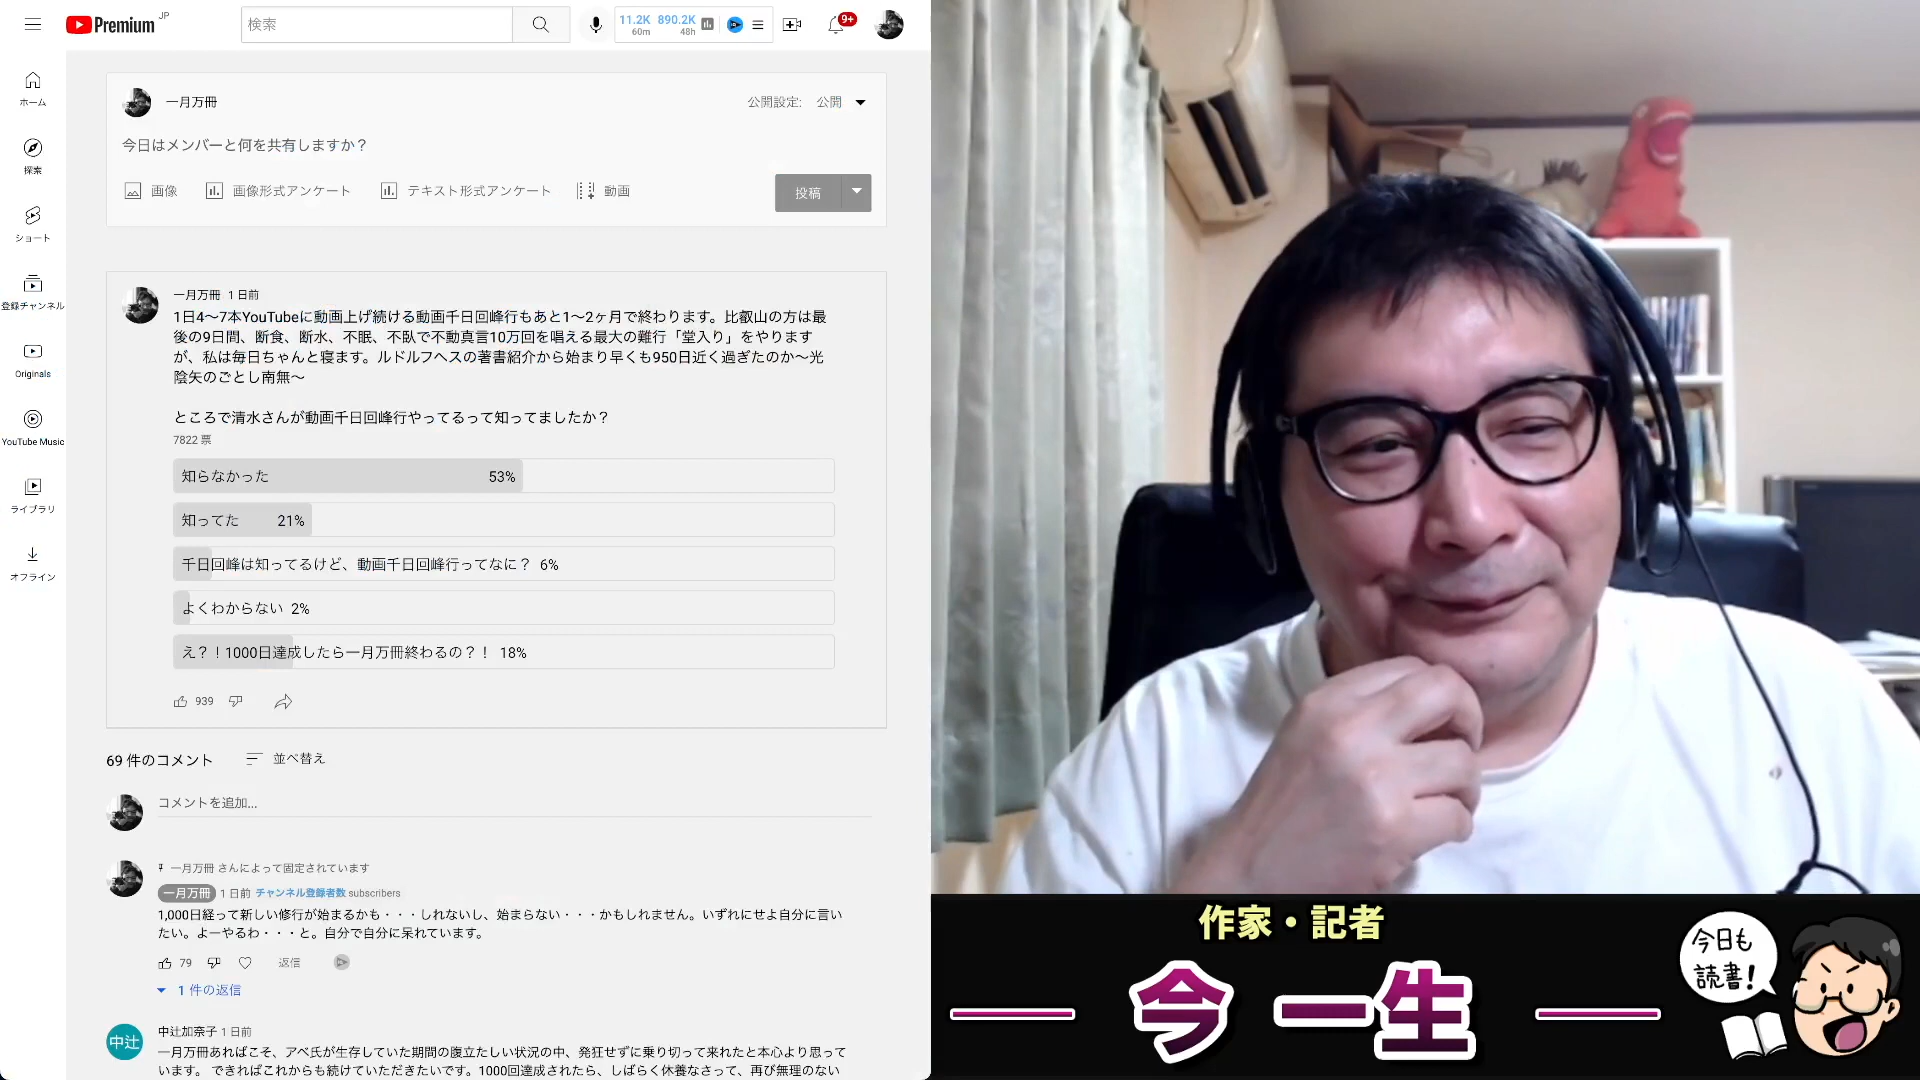 Premium JP
検索
11.2K 890.2K
60m 48h
9+
ホーム
探索
ショート
登録チャンネル
Originals
YouTube Music
ライブラリ
オフライン
一月万冊
公開設定: 公開
今日はメンバーと何を共有しますか？
画像 画像形式アンケート テキスト形式アンケート 動画
投稿
一月万冊 1 日前
1日4〜7本YouTubeに動画上げ続ける動画千日回峰行もあと1〜2ヶ月で終わります。比叡山の方は最
後の9日間、断食、断水、不眠、不臥で不動真言10万回を唱える最大の難行「堂入り」をやります
が、私は毎日ちゃんと寝ます。ルドルフヘスの著書紹介から始まり早くも950日近く過ぎたのか〜光
陰矢のごとし南無〜
ところで清水さんが動画千日回峰行やってるって知ってましたか？
7822 票
知らなかった 53%
知ってた 21%
千日回峰は知ってるけど、動画千日回峰行ってなに？ 6%
よくわからない 2%
え？！1000日達成したら一月万冊終わるの？！ 18%
939
69 件のコメント 並べ替え
コメントを追加...
一月万冊 さんによって固定されています
一月万冊 1 日前 チャンネル登録者数 subscribers
1,000日経って新しい修行が始まるかも・・・しれないし、始まらない・・・かもしれません。いずれにせよ自分に言い
たい。よーやるわ・・・と。自分で自分に呆れています。
79 返信
1 件の返信
中辻
中辻加奈子 1 日前
一月万冊あればこそ、アベ氏が生存していた期間の腹立たしい状況の中、発狂せずに乗り切って来れたと本心より思って
います。 できればこれからも続けていただきたいです。1000回達成されたら、しばらく休養なさって、再び無理のない
作家・記者
今 一生
今日も
読書!